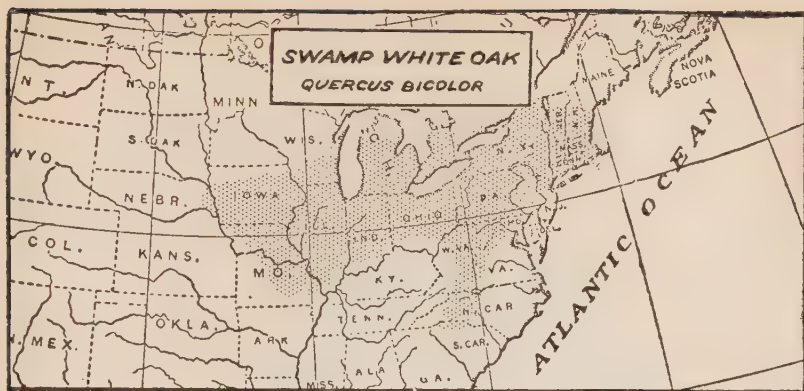 SWAMP WHITE OAK
QUERCUS BICOLOR
O
MAINE
NOVA
SCOTIA
N.DAK
MINN
WIS.
S.DAK
N.Y.
MASS.
WYO.
NEBR.
IOWA
OHIO
PA.
IND.
W.VA.
COL.
KANS.
MO.
KY.
VA.
OKLA.
TENN.
N. CAR
ARK
S.CAR.
MEX.
MISS.
ALA
GA.
ATLANTIC OCEAN